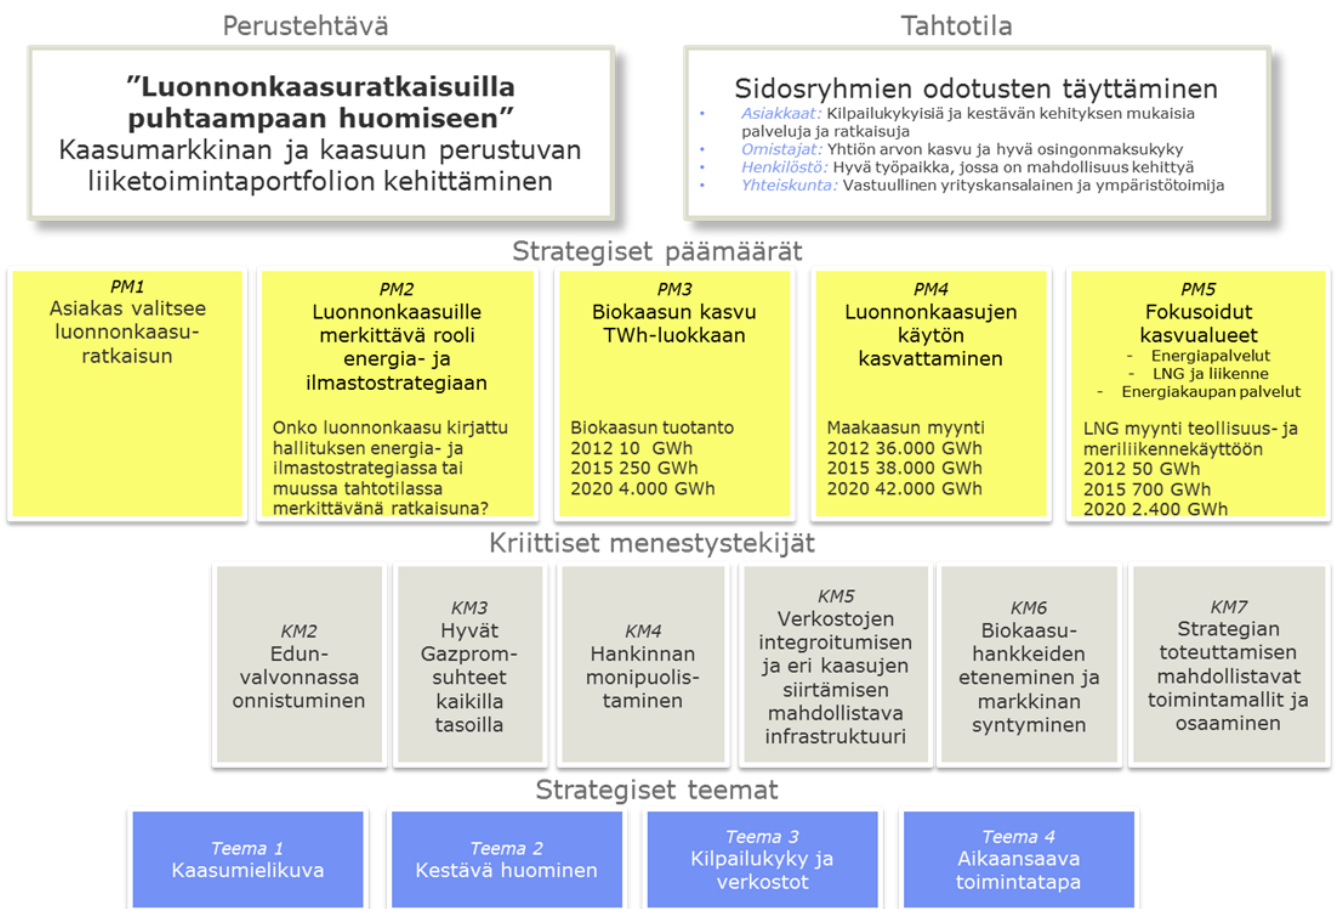 Perustehtävä
”Luonnonkaasuratkaisuilla
puhtaampaan huomiseen”
Kaasumarkkinan ja kaasuun perustuvan
liiketoimintaportfolion kehittäminen
Tahtotila
Sidosryhmien odotusten täyttäminen
• Asiakkaat: Kilpailukykyisiä ja kestävän kehityksen mukaisia
palveluja ja ratkaisuja
• Omistajat: Yhtiön arvon kasvu ja hyvä osingonmaksukyky
• Henkilöstö: Hyvä työpaikka, jossa on mahdollisuus kehittyä
• Yhteiskunta: Vastuullinen yrityskansalainen ja ympäristötoimija
Strategiset päämäärät
PM1
Asiakas valitsee
luonnonkaasu-
ratkaisun
PM2
Luonnonkaasuille
merkittävä rooli
energia- ja
ilmastostrategiaan
Onko luonnonkaasu kirjattu
hallituksen energia- ja
ilmastostrategiassa tai
muussa tahtotilassa
merkittävänä ratkaisuna?
PM3
Biokaasun kasvu
TWh-luokkaan
Biokaasun tuotanto
2012 10 GWh
2015 250 GWh
2020 4.000 GWh
PM4
Luonnonkaasujen
käytön
kasvattaminen
Maakaasun myynti
2012 36.000 GWh
2015 38.000 GWh
2020 42.000 GWh
PM5
Fokusoidut
kasvualueet
- Energiapalvelut
- LNG ja liikenne
- Energiakaupan palvelut
LNG myynti teollisuus- ja
meriliikennekäyttöön
2012 50 GWh
2015 700 GWh
2020 2.400 GWh
Kriittiset menestystekijät
KM2
Edun-
valvonnassa
onnistuminen
KM3
Hyvät
Gazprom-
suhteet
kaikilla
tasoilla
KM4
Hankinnan
monipuolis-
taminen
KM5
Verkostojen
integroitumisen
ja eri kaasujen
siirtämisen
mahdollistava
infrastruktuuri
KM6
Biokaasu-
hankkeiden
eteneminen ja
markkinan
syntyminen
KM7
Strategian
toteuttamisen
mahdollistavat
toimintamallit ja
osaaminen
Strategiset teemat
Teema 1
Kaasumielikuva
Teema 2
Kestävä huominen
Teema 3
Kilpailukyky ja
verkostot
Teema 4
Aikaansaava
toimintatapa